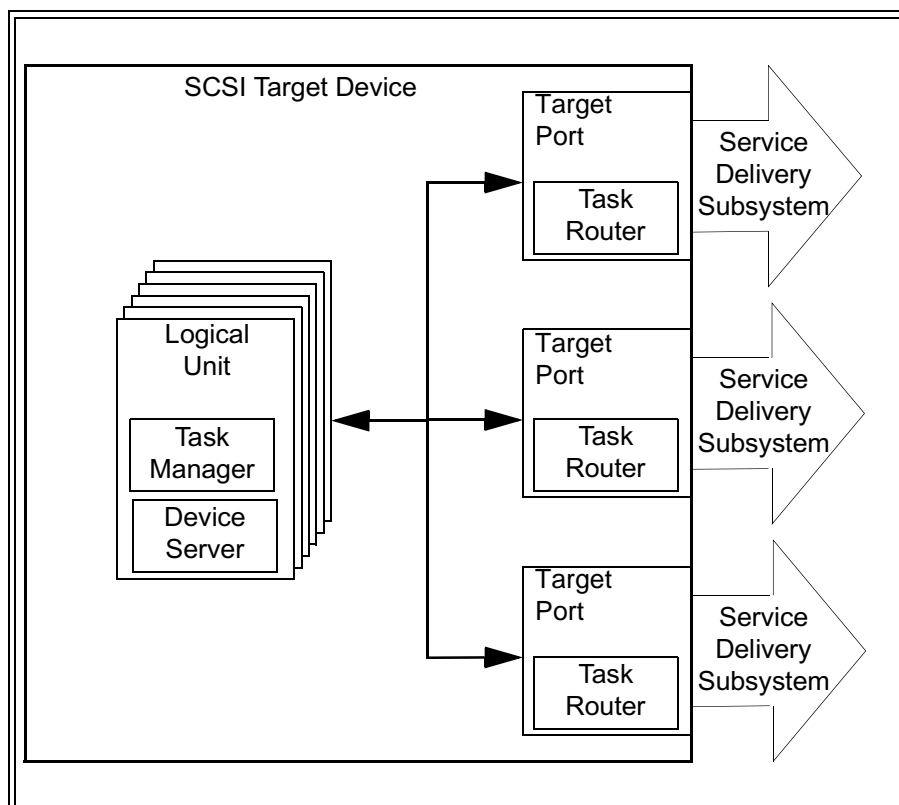 SCSI Target Device
Target
Port
Task
Router
Service
Delivery
Subsystem
Logical
Unit
Task
Manager
Device
Server
Target
Port
Task
Router
Service
Delivery
Subsystem
Target
Port
Task
Router
Service
Delivery
Subsystem